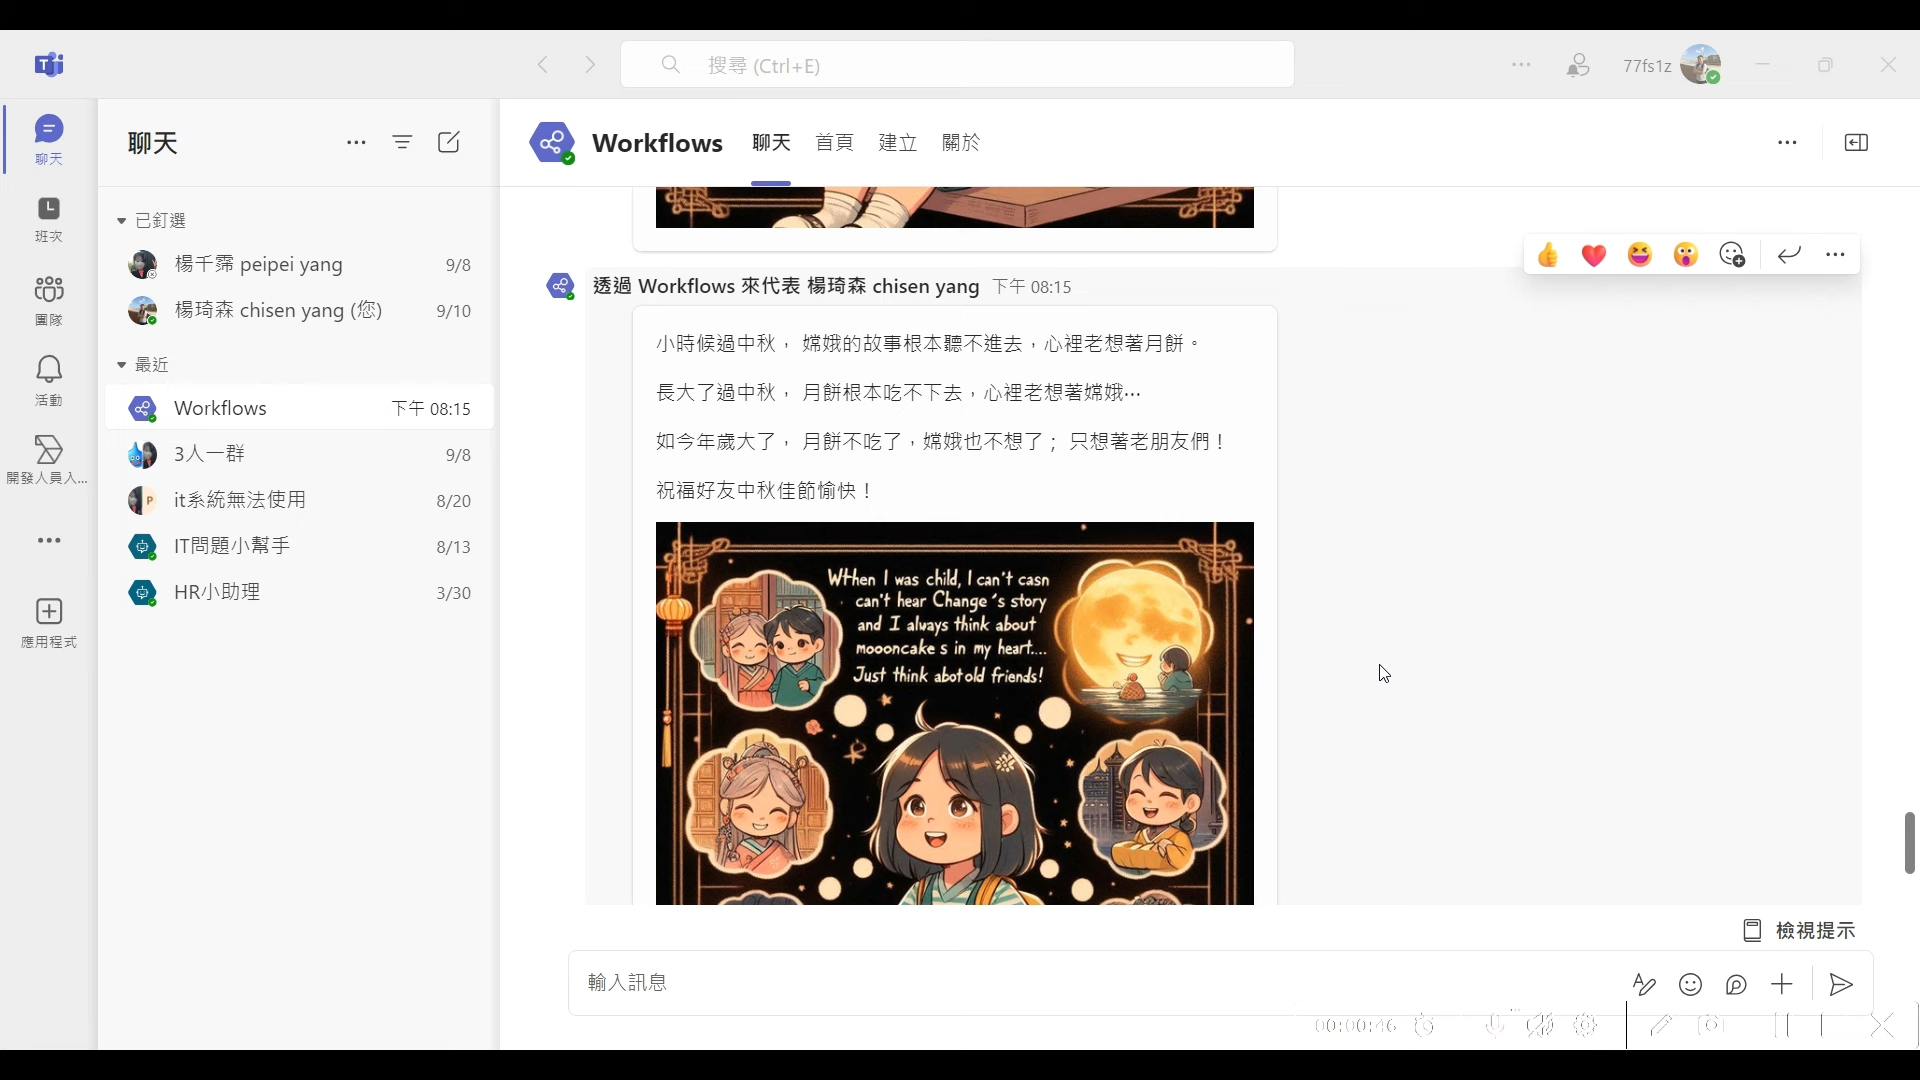 搜尋 (Ctrl+E)
77fs1z
聊天
班次
團隊
活動
開發人員入...
應用程式
聊天
已釘選
楊千霈 peipei yang 9/8
楊琦森 chisen yang (您) 9/10
最近
Workflows 下午 08:15
3人一群 9/8
P
it系統無法使用 8/20
IT問題小幫手 8/13
HR小助理 3/30
Workflows 聊天 首頁 建立 關於
透過 Workflows 來代表 楊琦森 chisen yang 下午 08:15
小時候過中秋， 嫦娥的故事根本聽不進去，心裡老想著月餅。
長大了過中秋， 月餅根本吃不下去，心裡老想著嫦娥…
如今年歲大了， 月餅不吃了，嫦娥也不想了； 只想著老朋友們！
祝福好友中秋佳節愉快！
WHhen I was child, I can't casn
can't hear Change's story
and I always think about
moooncake s in my heart....
Just think abot old friends!
檢視提示
輸入訊息
00:00:46